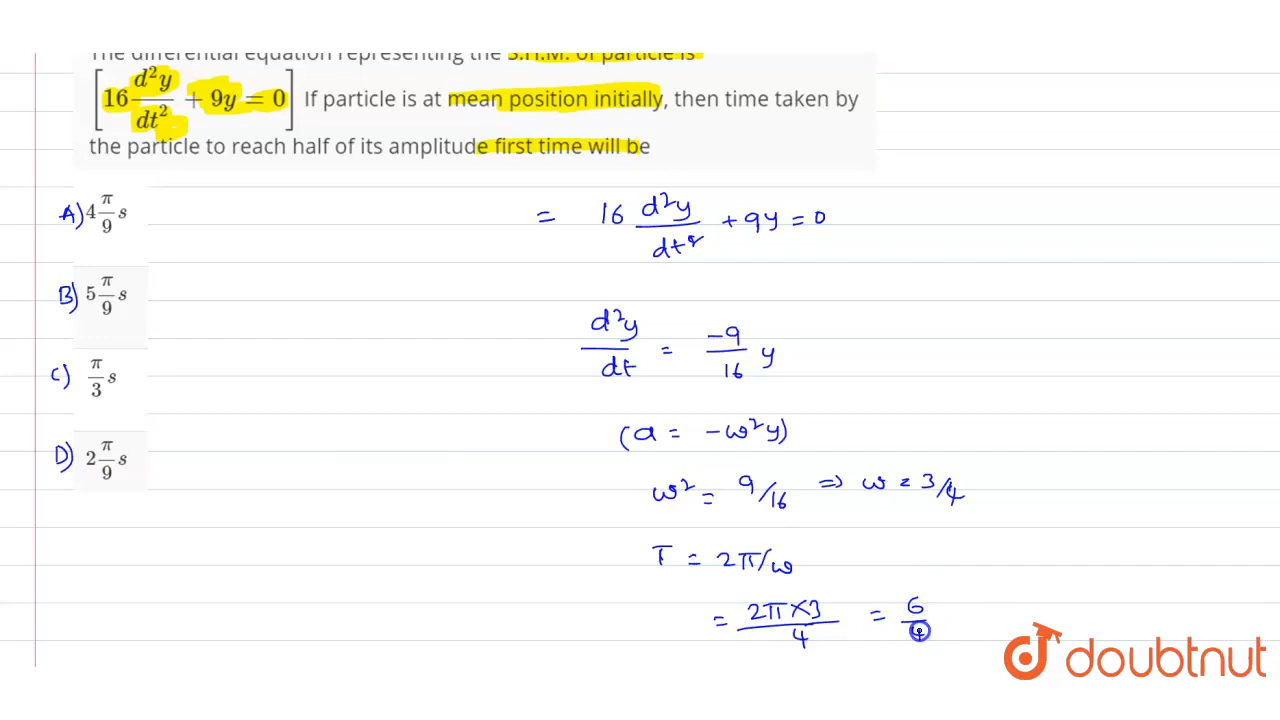 The differential equation representing the S.H.M. of particle is
[16 d²y/dt² + 9y = 0] If particle is at mean position initially, then time taken by
the particle to reach half of its amplitude first time will be
A) 4 π/9 s
B) 5 π/9 s
C) π/3 s
D) 2 π/9 s
= 16 d²y/dt² + 9y = 0
d²y/dt = -9/16 y
(a = -ω²y)
ω² = 9/16 => ω = 3/4
T = 2π/ω
= 2π×3/4 = 6/4
doubtnut